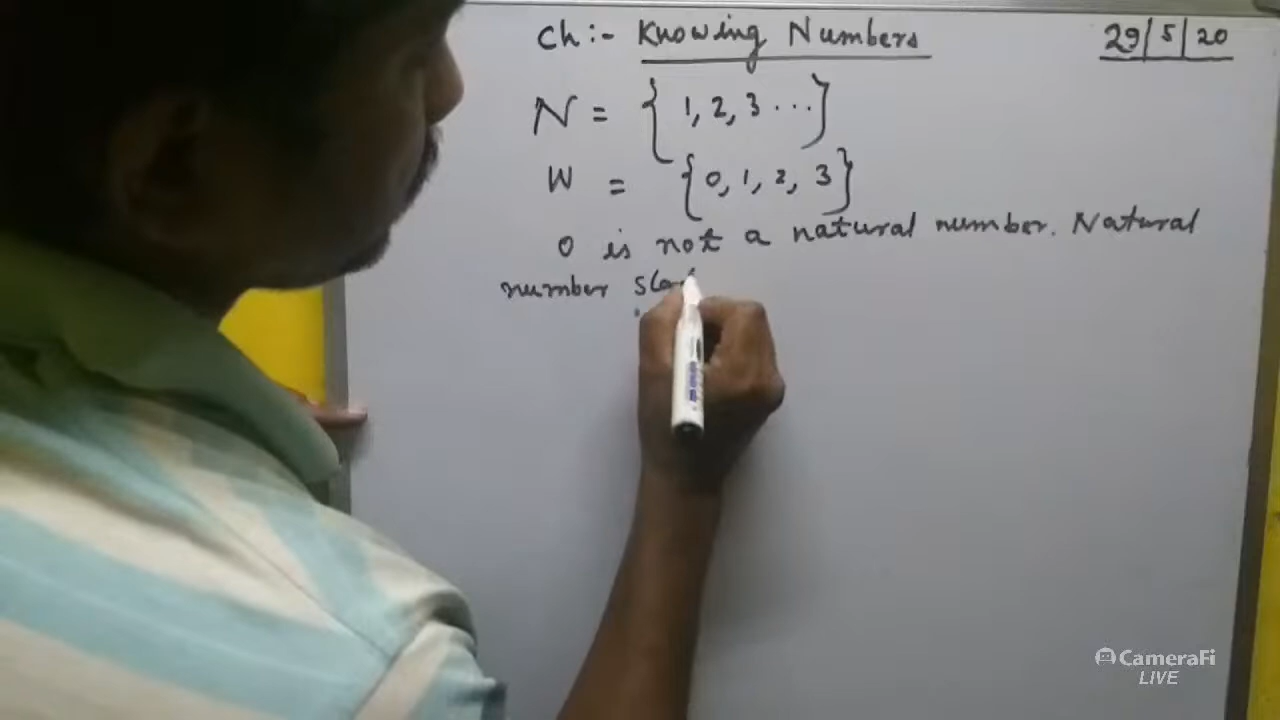 Ch :- Knowing Numbers 29/5/20
N = { 1, 2, 3 ...}
W = { 0, 1, 2, 3 }
0 is not a natural number. Natural
number
CameraFi
LIVE